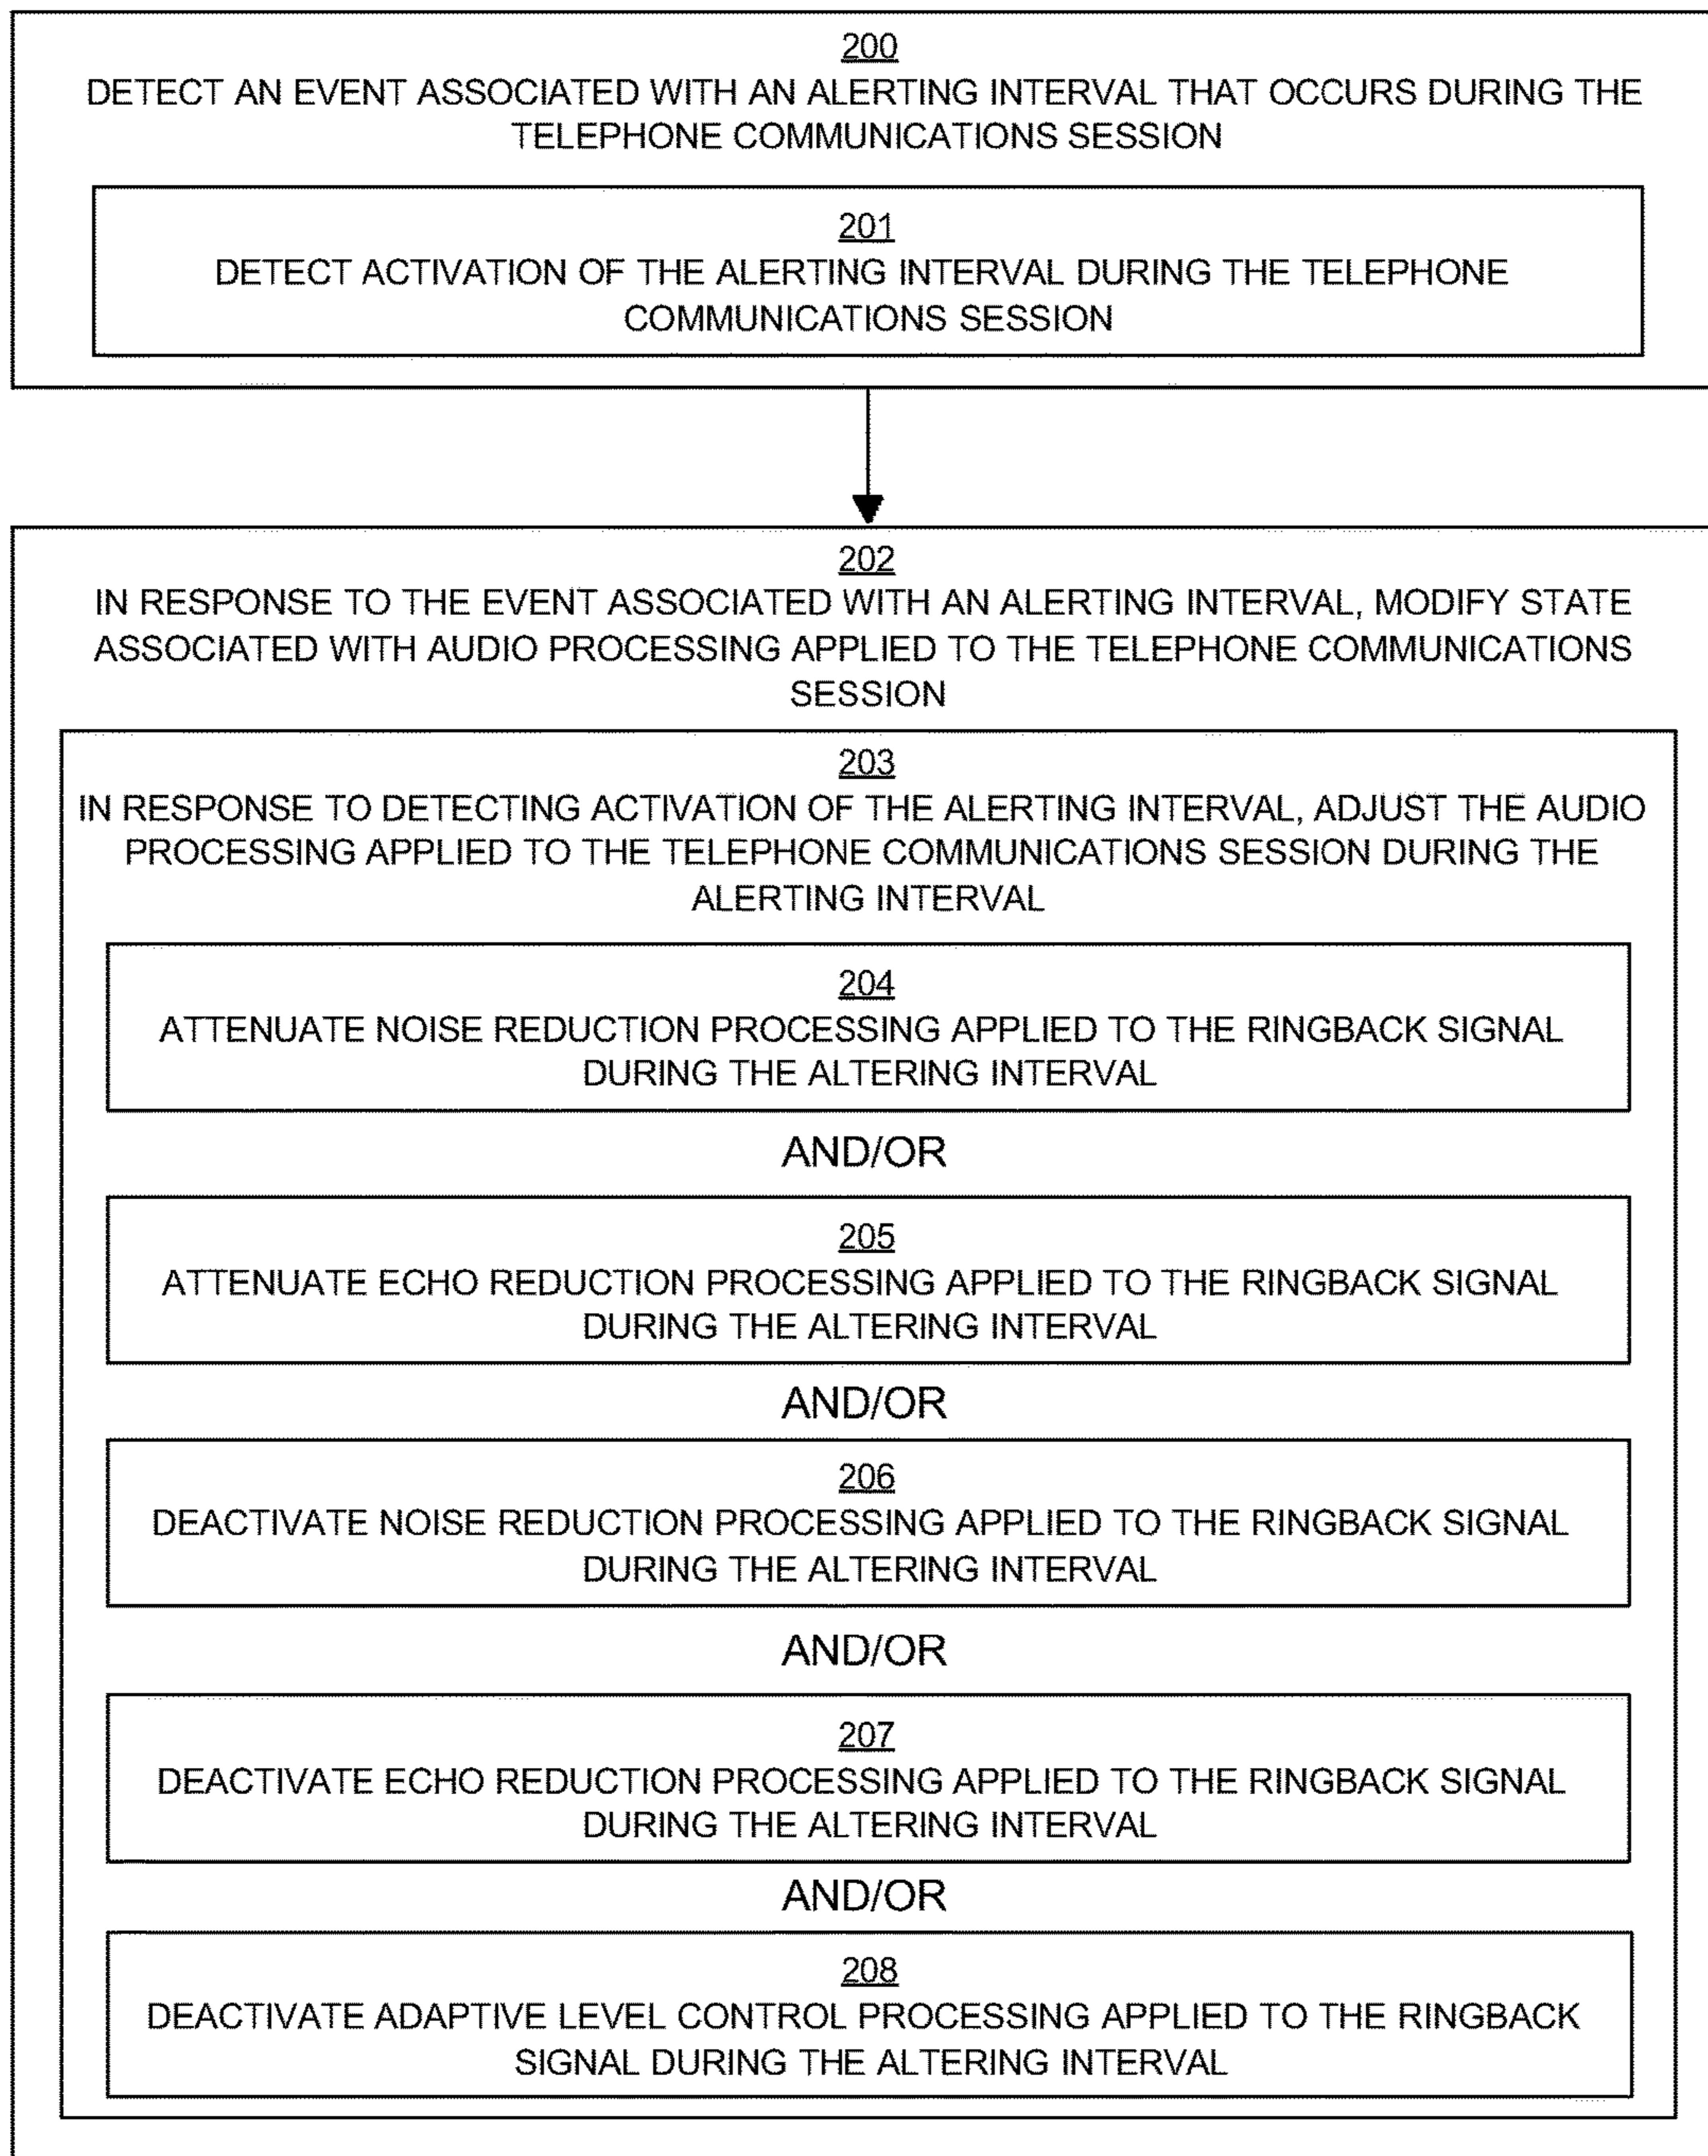 200
DETECT AN EVENT ASSOCIATED WITH AN ALERTING INTERVAL THAT OCCURS DURING THE
TELEPHONE COMMUNICATIONS SESSION
201
DETECT ACTIVATION OF THE ALERTING INTERVAL DURING THE TELEPHONE
COMMUNICATIONS SESSION
202
IN RESPONSE TO THE EVENT ASSOCIATED WITH AN ALERTING INTERVAL, MODIFY STATE
ASSOCIATED WITH AUDIO PROCESSING APPLIED TO THE TELEPHONE COMMUNICATIONS
SESSION
203
IN RESPONSE TO DETECTING ACTIVATION OF THE ALERTING INTERVAL, ADJUST THE AUDIO
PROCESSING APPLIED TO THE TELEPHONE COMMUNICATIONS SESSION DURING THE
ALERTING INTERVAL
204
ATTENUATE NOISE REDUCTION PROCESSING APPLIED TO THE RINGBACK SIGNAL
DURING THE ALTERING INTERVAL
AND/OR
205
ATTENUATE ECHO REDUCTION PROCESSING APPLIED TO THE RINGBACK SIGNAL
DURING THE ALTERING INTERVAL
AND/OR
206
DEACTIVATE NOISE REDUCTION PROCESSING APPLIED TO THE RINGBACK SIGNAL
DURING THE ALTERING INTERVAL
AND/OR
207
DEACTIVATE ECHO REDUCTION PROCESSING APPLIED TO THE RINGBACK SIGNAL
DURING THE ALTERING INTERVAL
AND/OR
208
DEACTIVATE ADAPTIVE LEVEL CONTROL PROCESSING APPLIED TO THE RINGBACK
SIGNAL DURING THE ALTERING INTERVAL